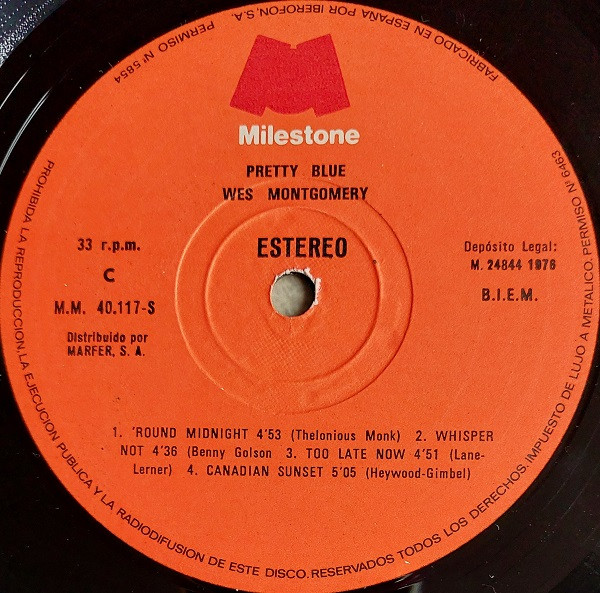 FABRICADO EN ESPAÑA POR IBEROFON, S.A. PERMISO Nº 5854
Milestone
PRETTY BLUE
WES MONTGOMERY
33 r.p.m.
C
M.M. 40.117-S
Distribuido por
MARFER, S. A.
ESTEREO
Depósito Legal:
M. 24844 1976
B.I.E.M.
1. 'ROUND MIDNIGHT 4'53 (Thelonious Monk) 2. WHISPER
NOT 4'36 (Benny Golson 3. TOO LATE NOW 4'51 (Lane-
Lerner) 4. CANADIAN SUNSET 5'05 (Heywood-Gimbel)
PROHIBIDA LA REPRODUCCION, LA EJECUCION PUBLICA Y LA RADIODIFUSION DE ESTE DISCO. RESERVADOS TODOS LOS DERECHOS. IMPUESTO DE LUJO A METALICO. PERMISO Nº 6463